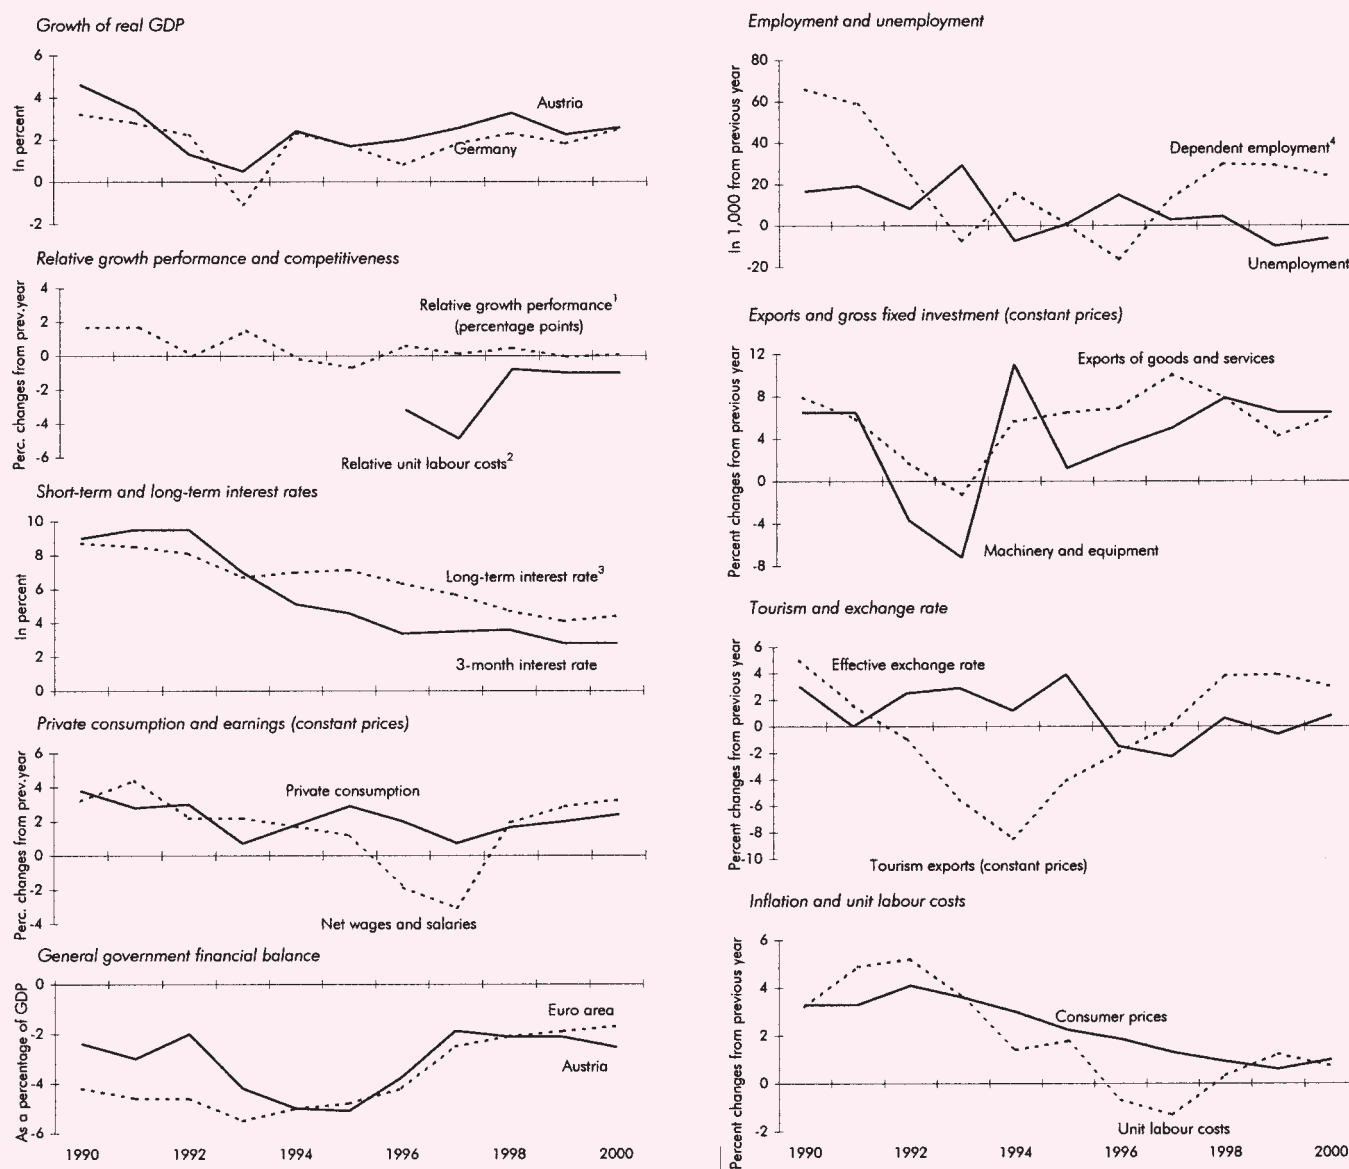 Growth of real GDP
In percent
6
4
2
0
-2
Austria
Germany
Relative growth performance and competitiveness
Perc. changes from prev.year
4
2
0
-2
-4
-6
Relative growth performance1
(percentage points)
Relative unit labour costs2
Short-term and long-term interest rates
In percent
10
8
6
4
2
0
Long-term interest rate3
3-month interest rate
Private consumption and earnings (constant prices)
Perc. changes from prev.year
6
4
2
0
-2
-4
Private consumption
Net wages and salaries
General government financial balance
As a percentage of GDP
0
-2
-4
-6
Euro area
Austria
1990 1992 1994 1996 1998 2000
Employment and unemployment
In 1,000 from previous year
80
60
40
20
0
-20
Dependent employment4
Unemployment
Exports and gross fixed investment (constant prices)
Percent changes from previous year
12
8
4
0
-4
-8
Exports of goods and services
Machinery and equipment
Tourism and exchange rate
Percent changes from previous year
6
4
2
0
-2
-4
-6
-8
-10
Effective exchange rate
Tourism exports (constant prices)
Inflation and unit labour costs
Percent changes from previous year
6
4
2
0
-2
Consumer prices
Unit labour costs
1990 1992 1994 1996 1998 2000